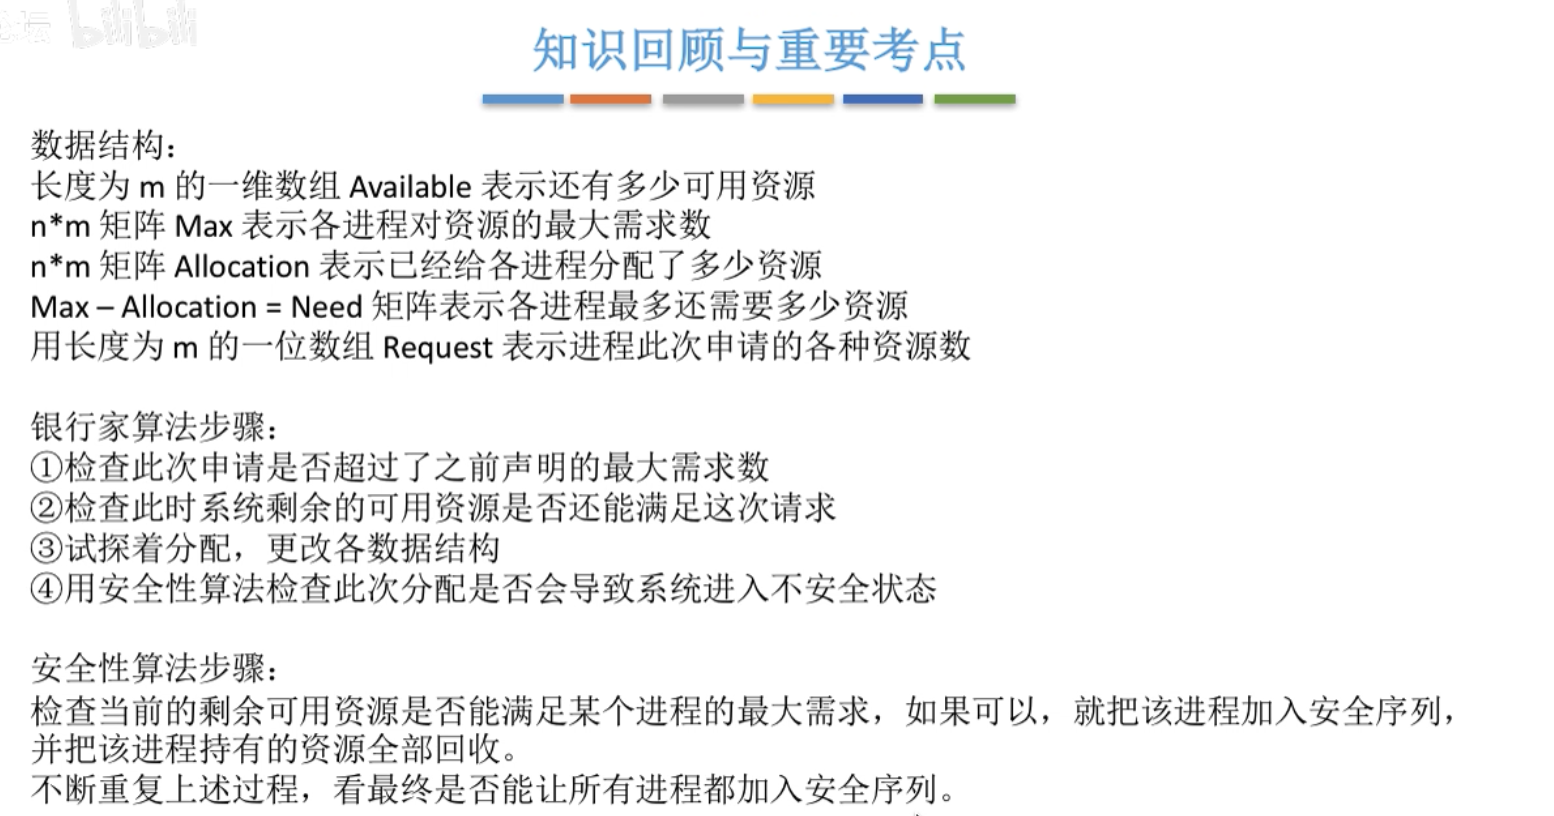 bilibili
知识回顾与重要考点
数据结构：
长度为 m 的一维数组 Available 表示还有多少可用资源
n*m 矩阵 Max 表示各进程对资源的最大需求数
n*m 矩阵 Allocation 表示已经给各进程分配了多少资源
Max – Allocation = Need 矩阵表示各进程最多还需要多少资源
用长度为 m 的一位数组 Request 表示进程此次申请的各种资源数
银行家算法步骤：
①检查此次申请是否超过了之前声明的最大需求数
②检查此时系统剩余的可用资源是否还能满足这次请求
③试探着分配，更改各数据结构
④用安全性算法检查此次分配是否会导致系统进入不安全状态
安全性算法步骤：
检查当前的剩余可用资源是否能满足某个进程的最大需求，如果可以，就把该进程加入安全序列，
并把该进程持有的资源全部回收。
不断重复上述过程，看最终是否能让所有进程都加入安全序列。